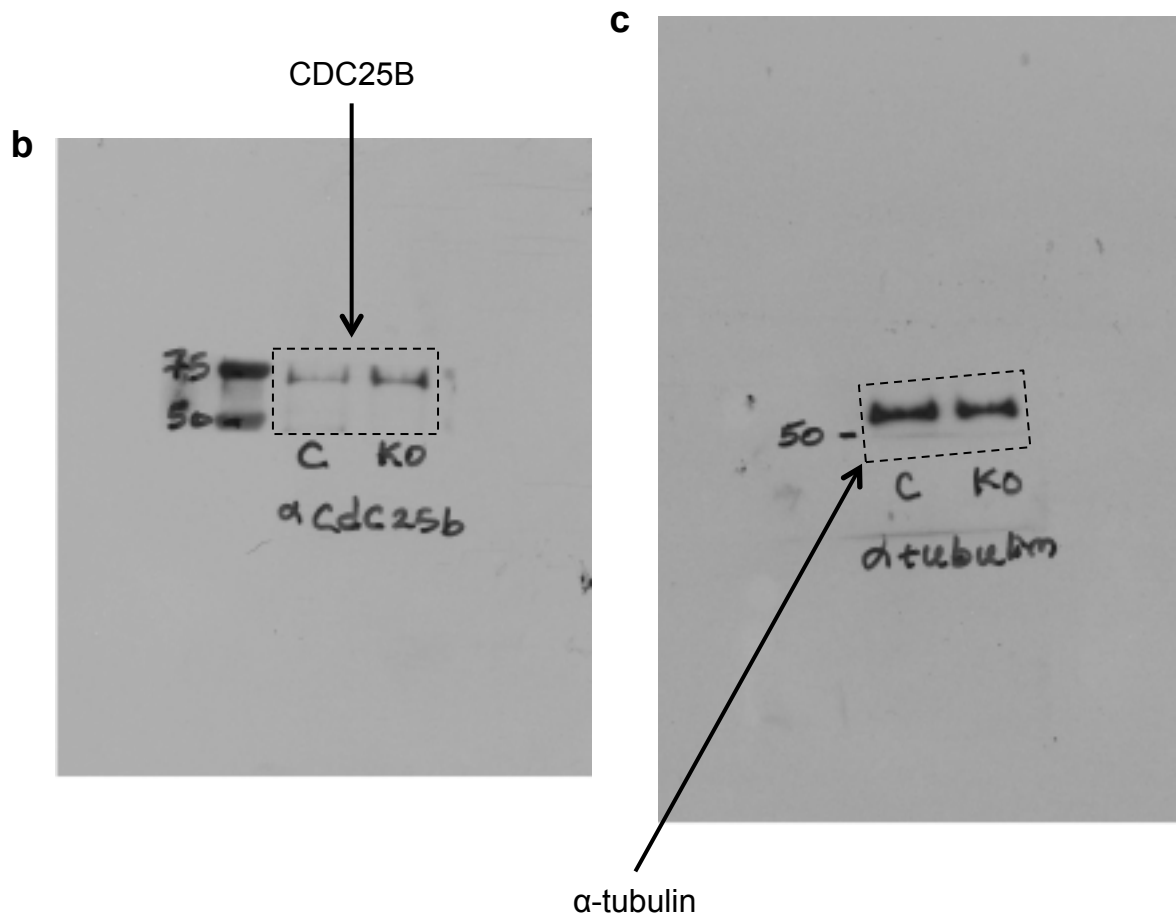 c
CDC25B
b
75
50
C KO
α Cdc25b
50 -
C KO
α tubulin
α-tubulin